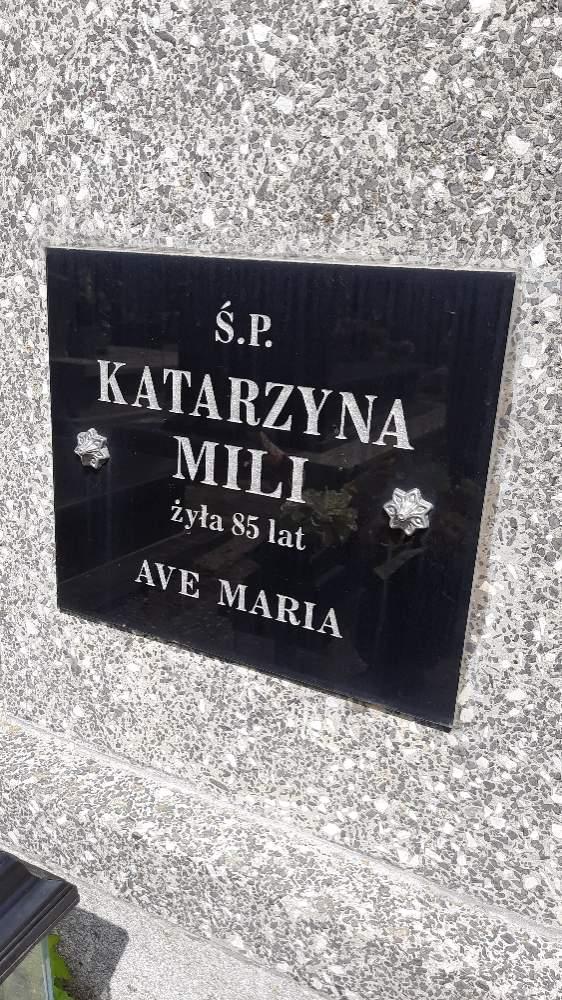 Ś.P.
KATARZYNA
MILI
żyła 85 lat
AVE MARIA